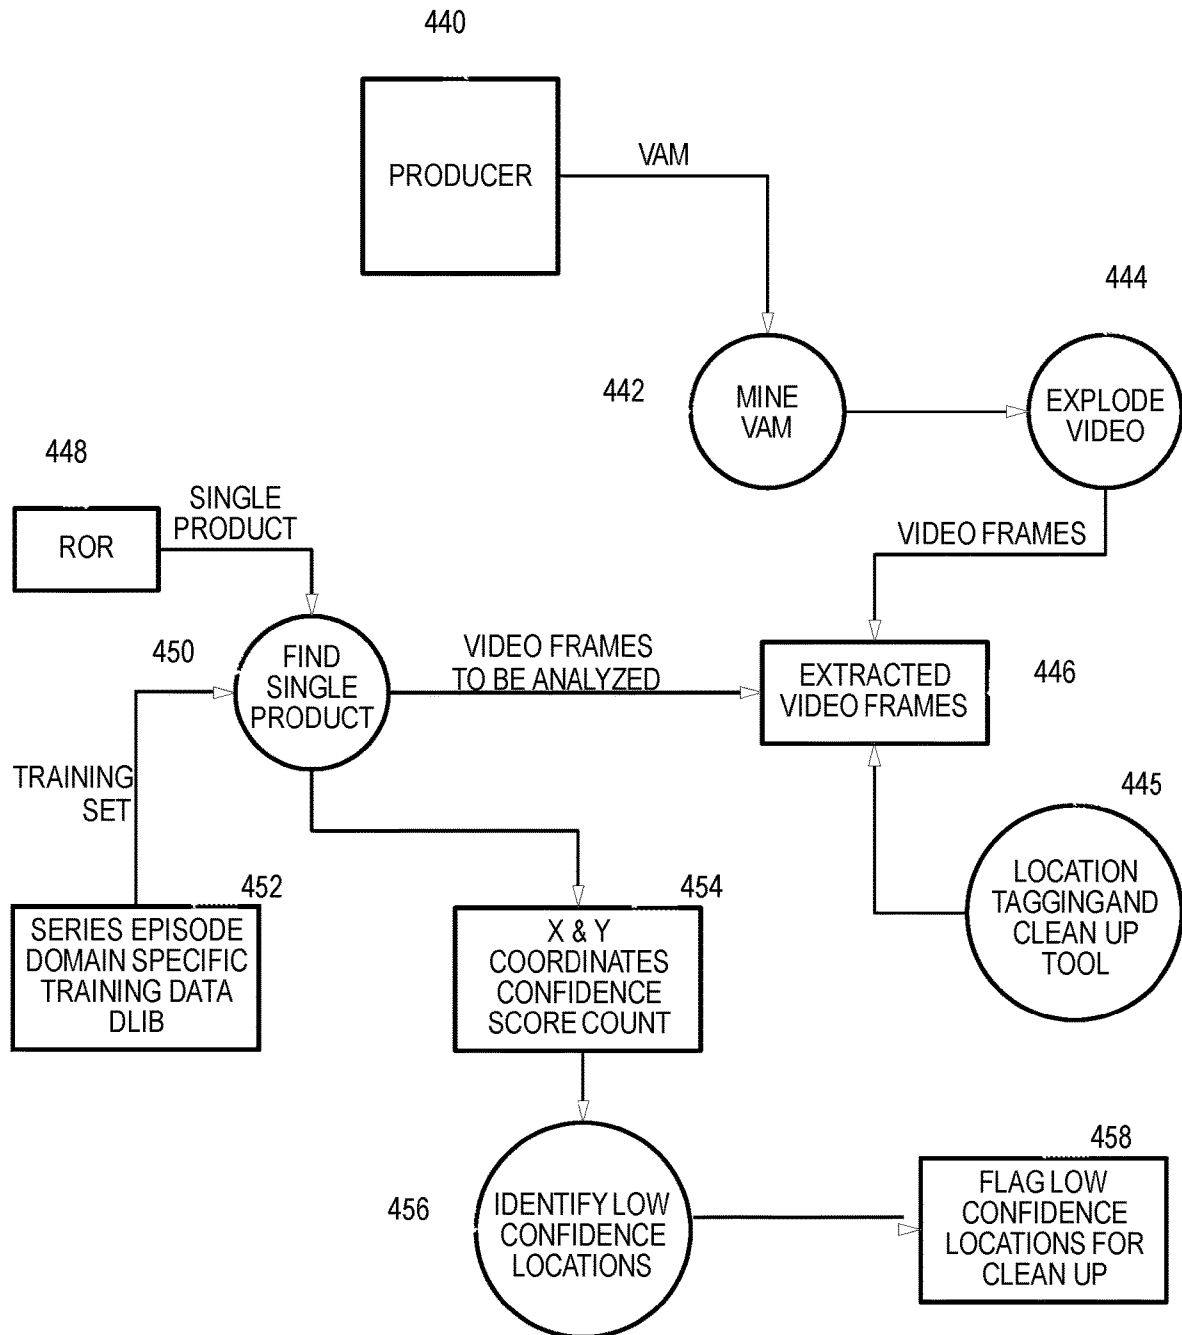 440
PRODUCER
VAM
444
442
MINE
VAM
EXPLODE
VIDEO
448
ROR
SINGLE
PRODUCT
VIDEO FRAMES
450
FIND
SINGLE
PRODUCT
VIDEO FRAMES
TO BE ANALYZED
EXTRACTED
VIDEO FRAMES
446
TRAINING
SET
445
LOCATION
TAGGINGAND
CLEAN UP
TOOL
452
SERIES EPISODE
DOMAIN SPECIFIC
TRAINING DATA
DLIB
454
X & Y
COORDINATES
CONFIDENCE
SCORE COUNT
456
IDENTIFY LOW
CONFIDENCE
LOCATIONS
458
FLAG LOW
CONFIDENCE
LOCATIONS FOR
CLEAN UP